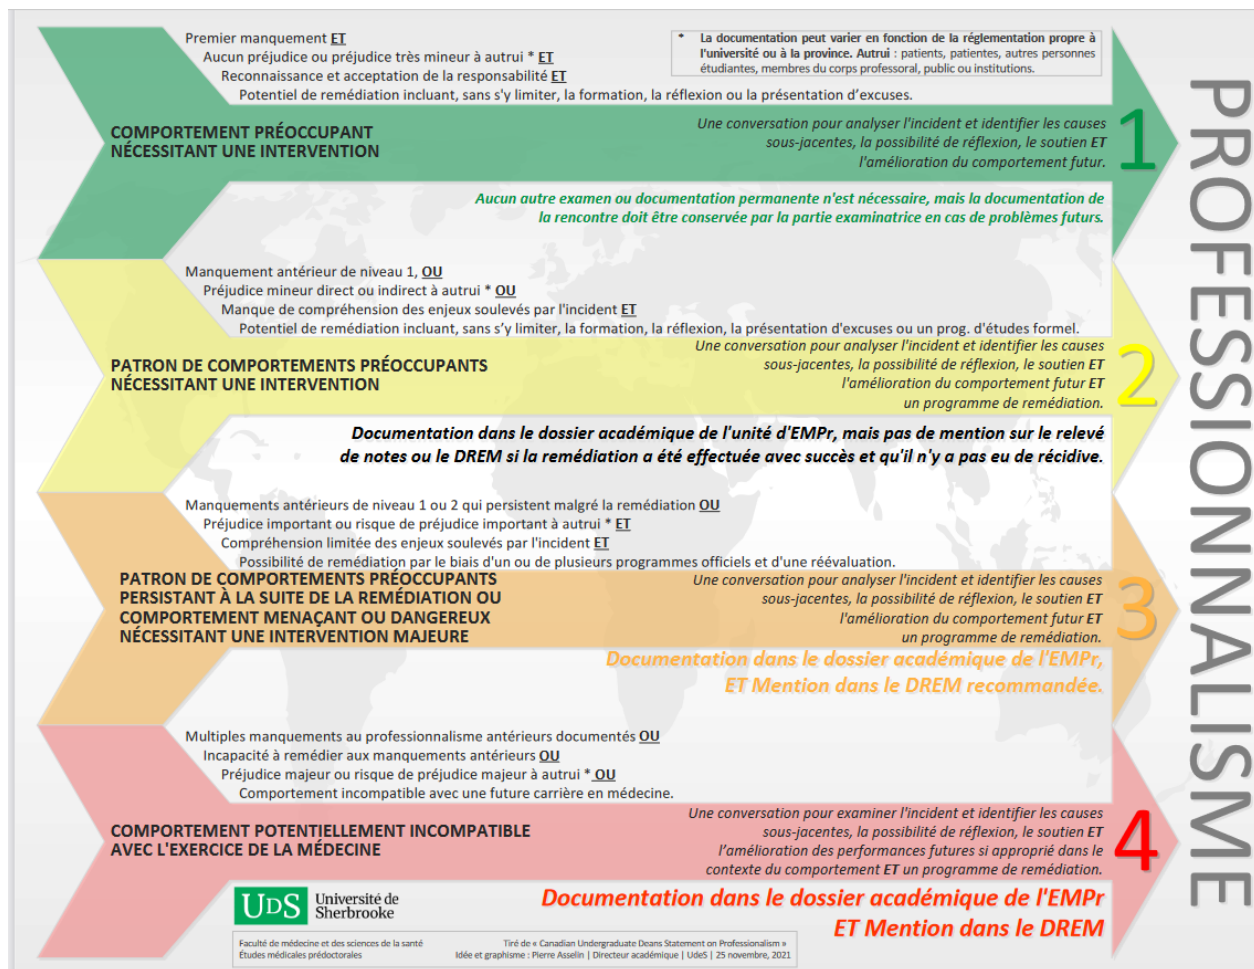 Premier manquement ET
Aucun préjudice ou préjudice très mineur à autrui * ET
Reconnaissance et acceptation de la responsabilité ET
Potentiel de remédiation incluant, sans s'y limiter, la formation, la réflexion ou la présentation d'excuses.
* La documentation peut varier en fonction de la réglementation propre à
l'université ou à la province. Autrui : patients, patientes, autres personnes
étudiantes, membres du corps professoral, public ou institutions.
COMPORTEMENT PRÉOCCUPANT
NÉCESSITANT UNE INTERVENTION
Une conversation pour analyser l'incident et identifier les causes
sous-jacentes, la possibilité de réflexion, le soutien ET
l'amélioration du comportement futur.
1
Aucun autre examen ou documentation permanente n'est nécessaire, mais la documentation de
la rencontre doit être conservée par la partie examinatrice en cas de problèmes futurs.
Manquement antérieur de niveau 1, OU
Préjudice mineur direct ou indirect à autrui * OU
Manque de compréhension des enjeux soulevés par l'incident ET
Potentiel de remédiation incluant, sans s'y limiter, la formation, la réflexion, la présentation d'excuses ou un prog. d'études formel.
PATRON DE COMPORTEMENTS PRÉOCCUPANTS
NÉCESSITANT UNE INTERVENTION
Une conversation pour analyser l'incident et identifier les causes
sous-jacentes, la possibilité de réflexion, le soutien ET
l'amélioration du comportement futur ET
un programme de remédiation.
2
Documentation dans le dossier académique de l'unité d'EMPr, mais pas de mention sur le relevé
de notes ou le DREM si la remédiation a été effectuée avec succès et qu'il n'y a pas eu de récidive.
Manquements antérieurs de niveau 1 ou 2 qui persistent malgré la remédiation OU
Préjudice important ou risque de préjudice important à autrui * ET
Compréhension limitée des enjeux soulevés par l'incident ET
Possibilité de remédiation par le biais d'un ou de plusieurs programmes officiels et d'une réévaluation.
PATRON DE COMPORTEMENTS PRÉOCCUPANTS
PERSISTANT À LA SUITE DE LA REMÉDIATION OU
COMPORTEMENT MENAÇANT OU DANGEREUX
NÉCESSITANT UNE INTERVENTION MAJEURE
Une conversation pour analyser l'incident et identifier les causes
sous-jacentes, la possibilité de réflexion, le soutien ET
l'amélioration du comportement futur ET
un programme de remédiation.
3
Documentation dans le dossier académique de l'EMPr,
ET Mention dans le DREM recommandée.
Multiples manquements au professionnalisme antérieurs documentés OU
Incapacité à remédier aux manquements antérieurs OU
Préjudice majeur ou risque de préjudice majeur à autrui * OU
Comportement incompatible avec une future carrière en médecine.
COMPORTEMENT POTENTIELLEMENT INCOMPATIBLE
AVEC L'EXERCICE DE LA MÉDECINE
Une conversation pour examiner l'incident et identifier les causes
sous-jacentes, la possibilité de réflexion, le soutien ET
l'amélioration des performances futures si approprié dans le
contexte du comportement ET un programme de remédiation.
4
Documentation dans le dossier académique de l'EMPr
ET Mention dans le DREM
UDS Université de
Sherbrooke
Faculté de médecine et des sciences de la santé
Études médicales prédoctorales
Tiré de « Canadian Undergraduate Deans Statement on Professionalism »
Idée et graphisme : Pierre Asselin | Directeur académique | UdeS | 25 novembre, 2021
PROFESSIONNALISME